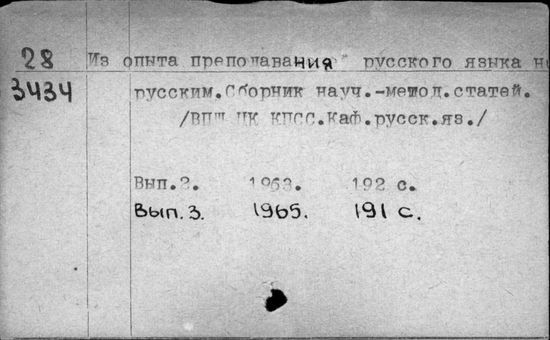 28 Из опыта преподавания русского языка не
3434 русским. Сборник науч.-метод. статей.
/ВПШ ЦК КПСС. Каф. русск. яз./
Вып. 2. 1963. 192 с.
Вып. 3. 1965. 191 с.